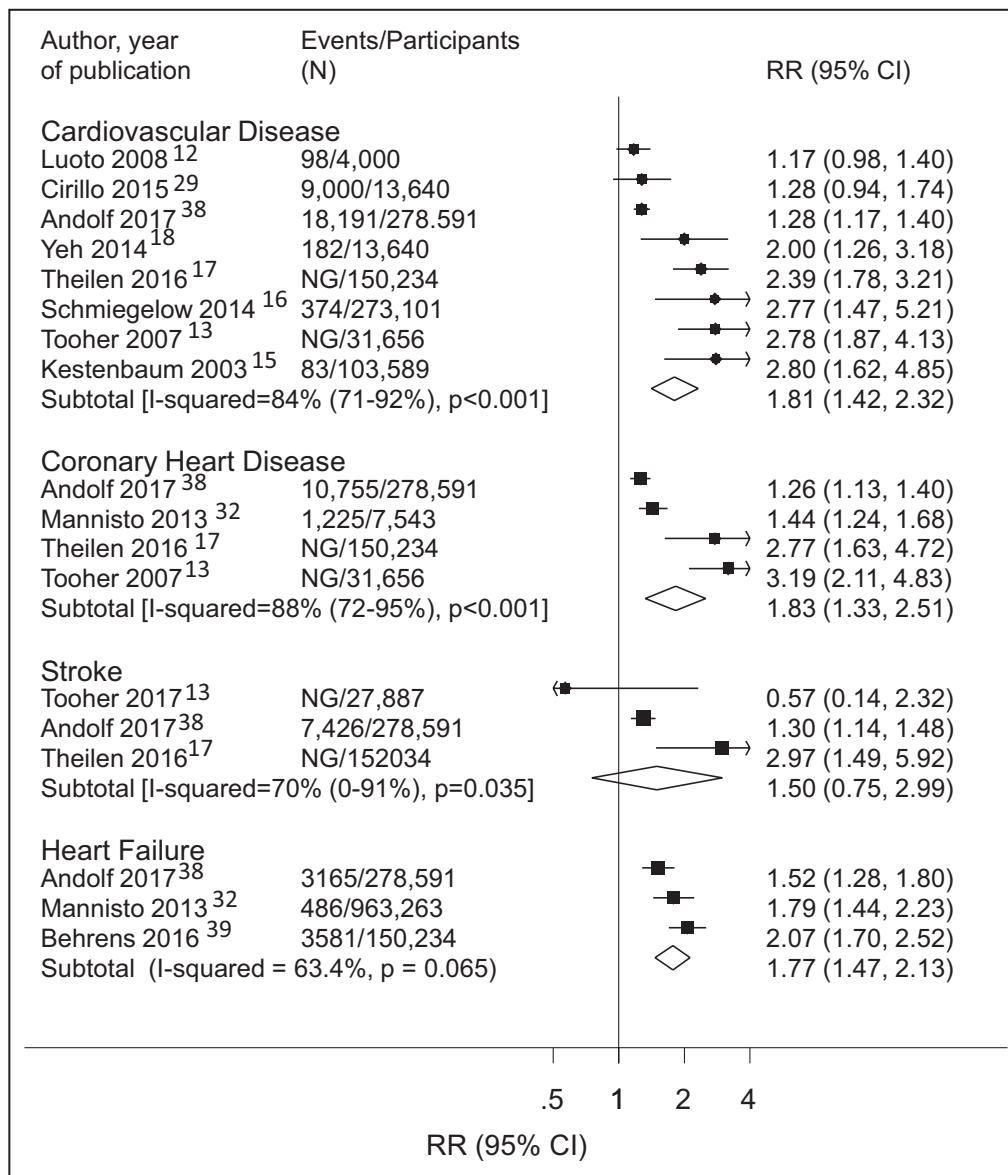 Author, year Events/Participants
of publication (N) RR (95% CI)
Cardiovascular Disease
Luoto 2008 12 98/4,000 1.17 (0.98, 1.40)
Cirillo 2015 29 9,000/13,640 1.28 (0.94, 1.74)
Andolf 2017 38 18,191/278.591 1.28 (1.17, 1.40)
Yeh 2014 18 182/13,640 2.00 (1.26, 3.18)
Theilen 2016 17 NG/150,234 2.39 (1.78, 3.21)
Schmiegelow 2014 16 374/273,101 2.77 (1.47, 5.21)
Tooher 2007 13 NG/31,656 2.78 (1.87, 4.13)
Kestenbaum 2003 15 83/103,589 2.80 (1.62, 4.85)
Subtotal [I-squared=84% (71-92%), p<0.001] 1.81 (1.42, 2.32)
Coronary Heart Disease
Andolf 2017 38 10,755/278,591 1.26 (1.13, 1.40)
Mannisto 2013 32 1,225/7,543 1.44 (1.24, 1.68)
Theilen 2016 17 NG/150,234 2.77 (1.63, 4.72)
Tooher 2007 13 NG/31,656 3.19 (2.11, 4.83)
Subtotal [I-squared=88% (72-95%), p<0.001] 1.83 (1.33, 2.51)
Stroke
Tooher 2017 13 NG/27,887 0.57 (0.14, 2.32)
Andolf 2017 38 7,426/278,591 1.30 (1.14, 1.48)
Theilen 2016 17 NG/152034 2.97 (1.49, 5.92)
Subtotal [I-squared=70% (0-91%), p=0.035] 1.50 (0.75, 2.99)
Heart Failure
Andolf 2017 38 3165/278,591 1.52 (1.28, 1.80)
Mannisto 2013 32 486/963,263 1.79 (1.44, 2.23)
Behrens 2016 39 3581/150,234 2.07 (1.70, 2.52)
Subtotal (I-squared = 63.4%, p = 0.065) 1.77 (1.47, 2.13)
.5 1 2 4
RR (95% CI)